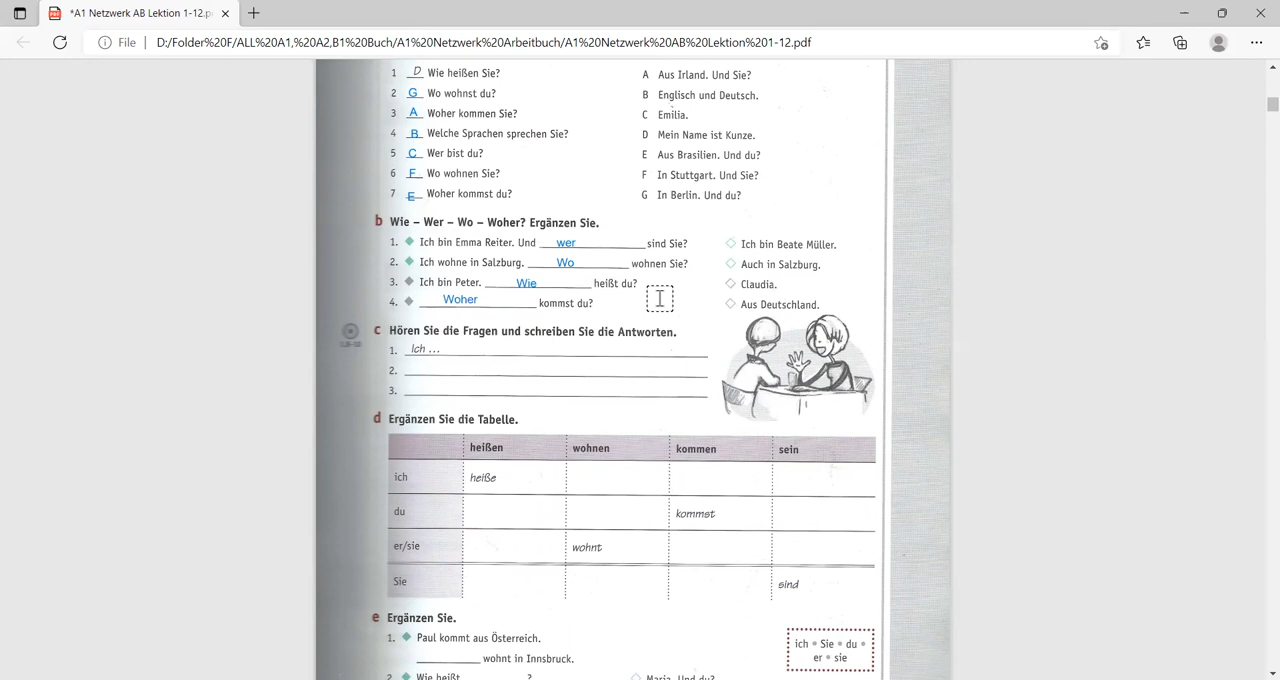 *A1 Netzwerk AB Lektion 1-12.p
File D:/Folder%20F/ALL%20A1,%20A2,B1%20Buch/A1%20Netzwerk%20Arbeitbuch/A1%20Netzwerk%20AB%20Lektion%201-12.pdf
1 D Wie heißen Sie? A Aus Irland. Und Sie?
2 G Wo wohnst du? B Englisch und Deutsch.
3 A Woher kommen Sie? C Emilia.
4 B Welche Sprachen sprechen Sie? D Mein Name ist Kunze.
5 C Wer bist du? E Aus Brasilien. Und du?
6 F Wo wohnen Sie? F In Stuttgart. Und Sie?
7 E Woher kommst du? G In Berlin. Und du?
b Wie – Wer – Wo – Woher? Ergänzen Sie.
1. Ich bin Emma Reiter. Und wer sind Sie? Ich bin Beate Müller.
2. Ich wohne in Salzburg. Wo wohnen Sie? Auch in Salzburg.
3. Ich bin Peter. Wie heißt du? Claudia.
4. Woher kommst du? Aus Deutschland.
c Hören Sie die Fragen und schreiben Sie die Antworten.
1. Ich ...
2.
3.
d Ergänzen Sie die Tabelle.
heißen wohnen kommen sein
ich heiße
du kommst
er/sie wohnt
Sie sind
e Ergänzen Sie.
1. Paul kommt aus Österreich.
wohnt in Innsbruck.
ich • Sie • du •
er • sie
2. Wie heißt ? Maria. Und du?